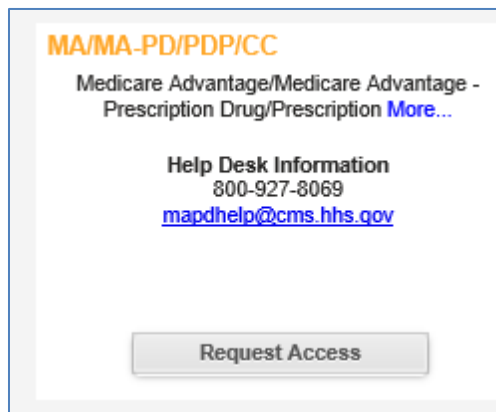 MA/MA-PD/PDP/CC
Medicare Advantage/Medicare Advantage -
Prescription Drug/Prescription More...
Help Desk Information
800-927-8069
mapdhelp@cms.hhs.gov
Request Access